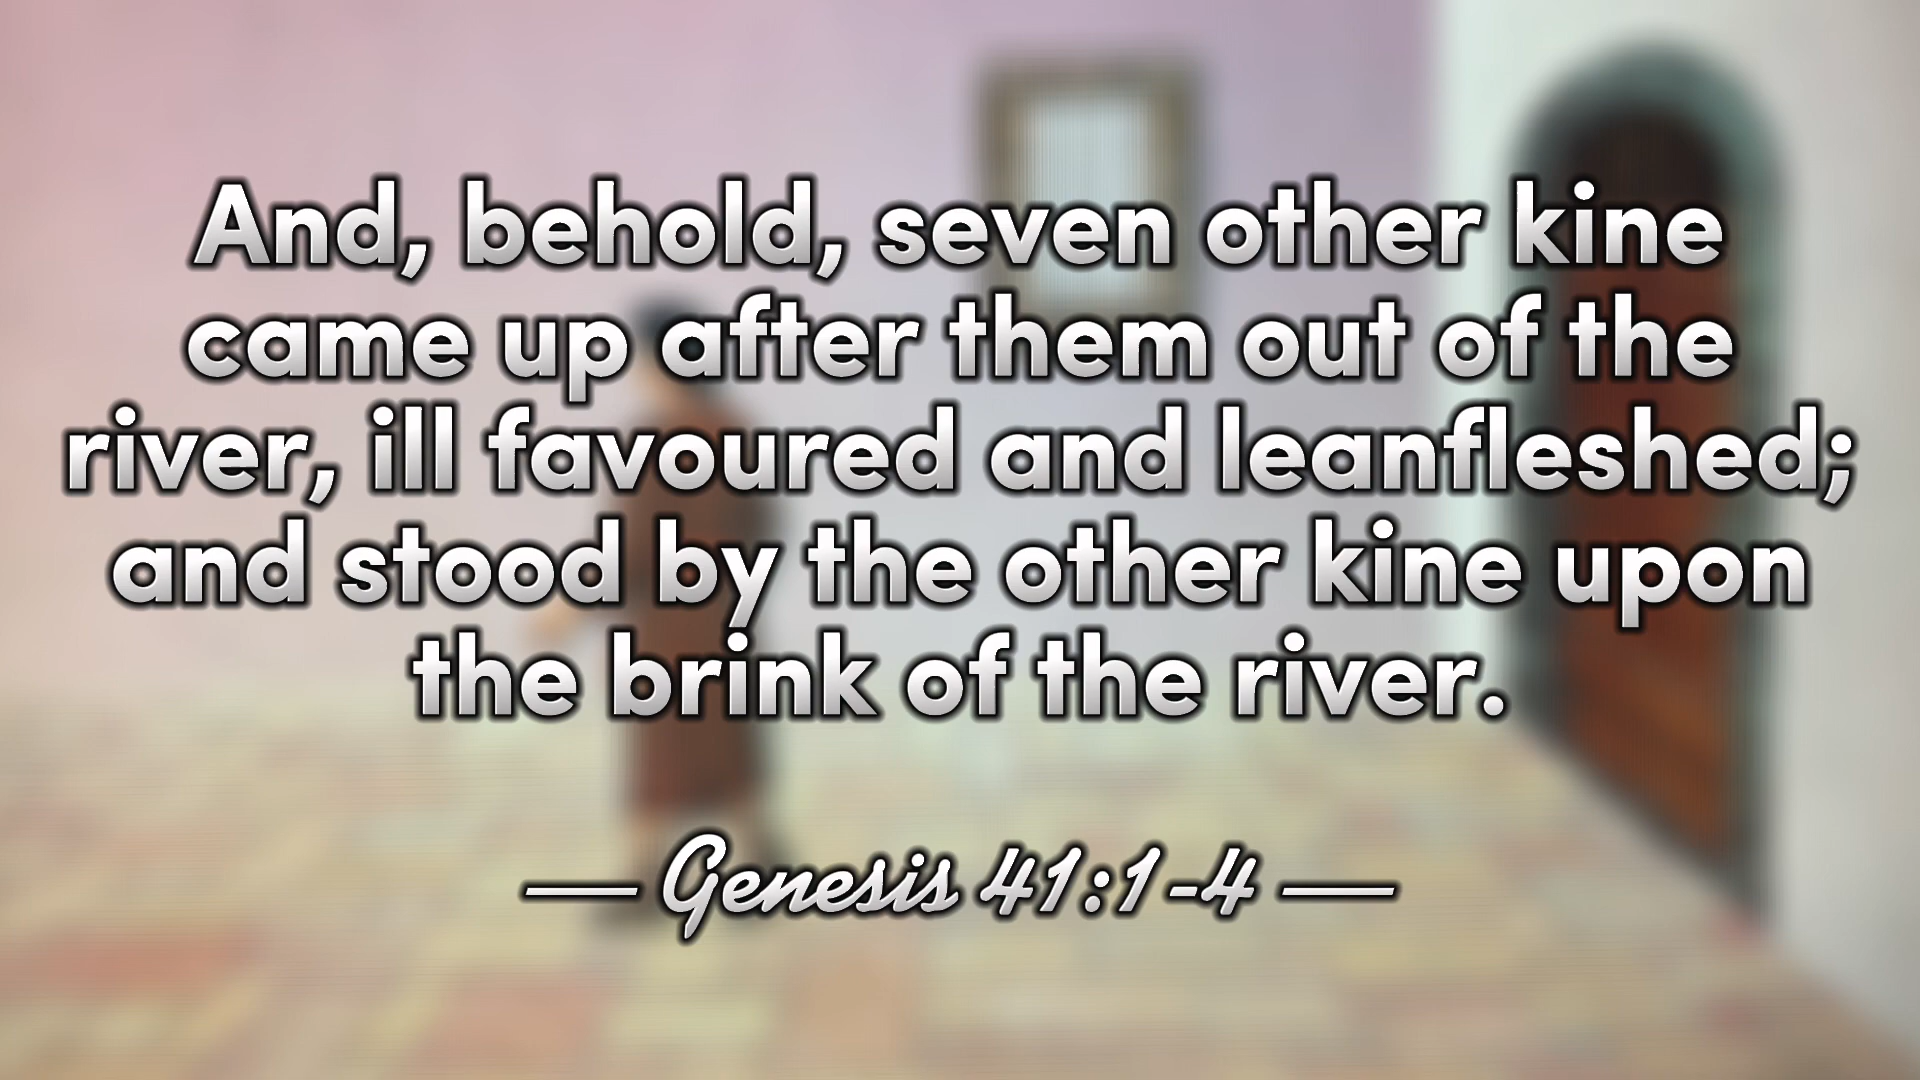 And, behold, seven other kine
came up after them out of the
river, ill favoured and leanfleshed;
and stood by the other kine upon
the brink of the river.
— Genesis 41:1-4 —